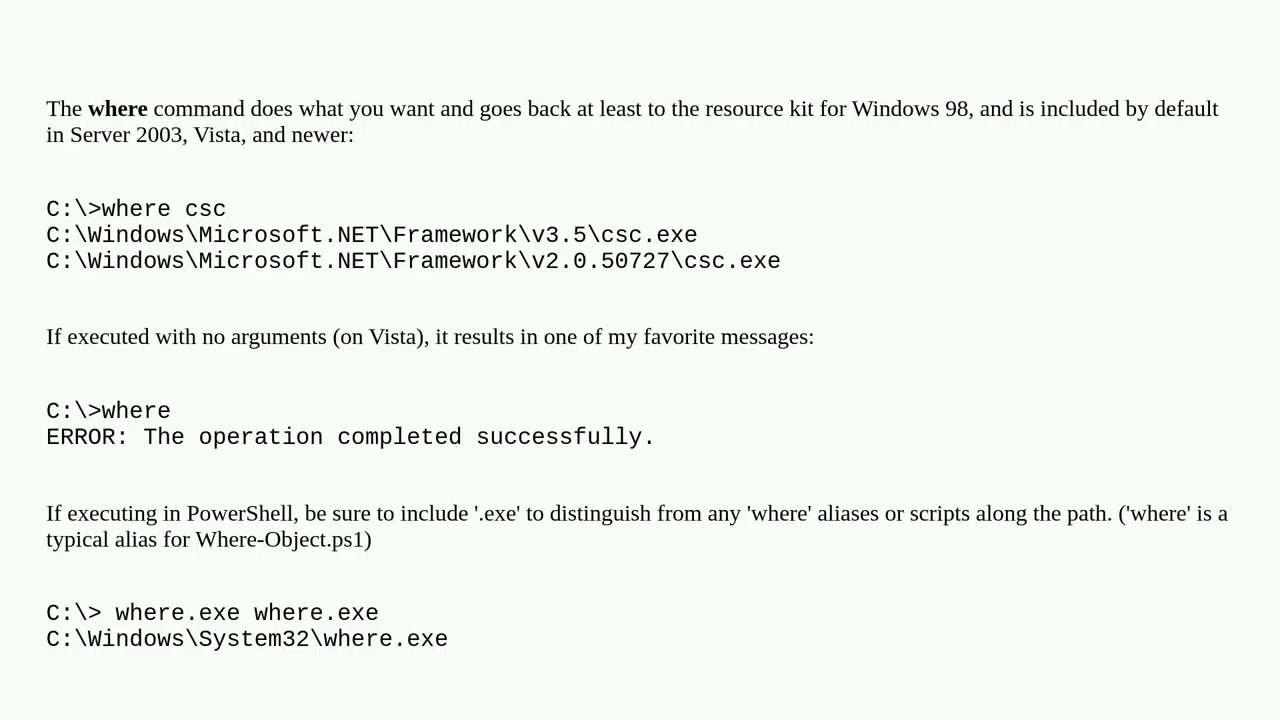 The where command does what you want and goes back at least to the resource kit for Windows 98, and is included by default
in Server 2003, Vista, and newer:
C:\>where csc
C:\Windows\Microsoft.NET\Framework\v3.5\csc.exe
C:\Windows\Microsoft.NET\Framework\v2.0.50727\csc.exe
If executed with no arguments (on Vista), it results in one of my favorite messages:
C:\>where
ERROR: The operation completed successfully.
If executing in PowerShell, be sure to include '.exe' to distinguish from any 'where' aliases or scripts along the path. ('where' is a
typical alias for Where-Object.ps1)
C:\> where.exe where.exe
C:\Windows\System32\where.exe